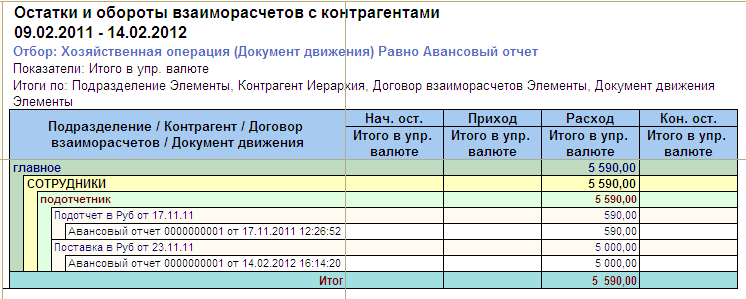 Остатки и обороты взаиморасчетов с контрагентами
09.02.2011 - 14.02.2012
Отбор: Хозяйственная операция (Документ движения) Равно Авансовый отчет
Показатели: Итого в упр. валюте
Итоги по: Подразделение Элементы, Контрагент Иерархия, Договор взаиморасчетов Элементы, Документ движения
Элементы
Подразделение / Контрагент / Договор взаиморасчетов / Документ движения Нач. ост. Приход Расход Кон. ост.
Итого в упр. валюте Итого в упр. валюте Итого в упр. валюте Итого в упр. валюте
главное 5 590,00
СОТРУДНИКИ 5 590,00
подотчетник 5 590,00
Подотчет в Руб от 17.11.11 590,00
Авансовый отчет 0000000001 от 17.11.2011 12:26:52 590,00
Поставка в Руб от 23.11.11 5 000,00
Авансовый отчет 0000000001 от 14.02.2012 16:14:20 5 000,00
Итог 5 590,00